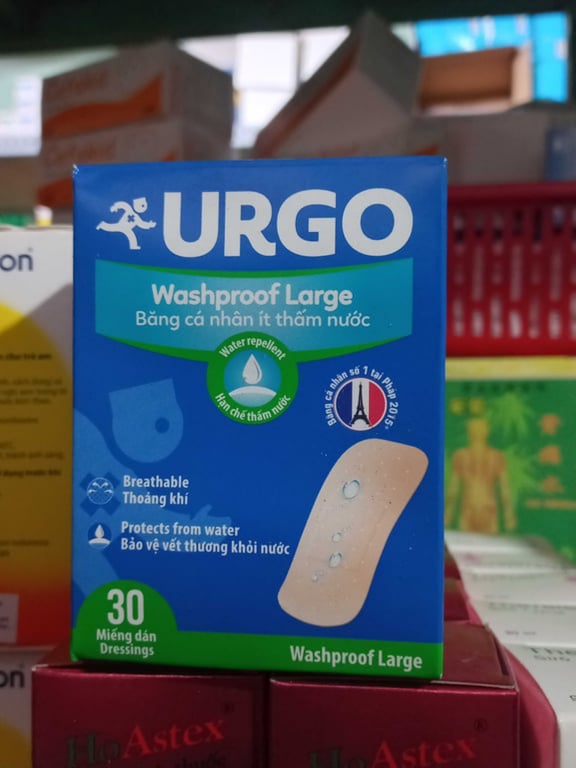 URGO
Washproof Large
Băng cá nhân ít thấm nước
Water repellent
Hạn chế thấm nước
Băng cá nhân số 1 tại Pháp 2015*
Breathable
Thoáng khí
Protects from water
Bảo vệ vết thương khỏi nước
30
Miếng dán
Dressings
Washproof Large
on
on
HoAstex
HoAstex